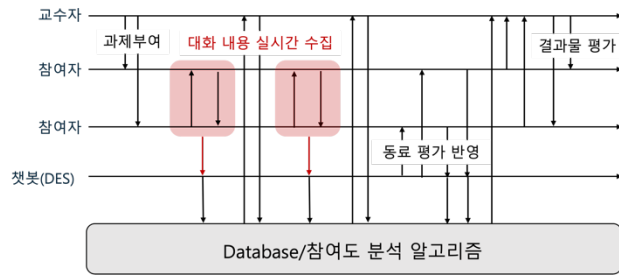 교수자
과제부여
대화 내용 실시간 수집
결과물 평가
참여자
참여자
동료 평가 반영
챗봇(DES)
Database/참여도 분석 알고리즘